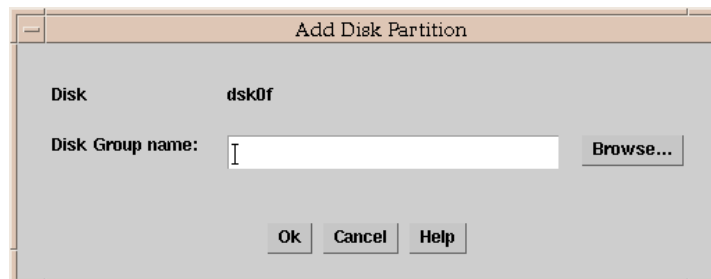 Add Disk Partition
Disk dsk0f
Disk Group name: Browse...
Ok Cancel Help